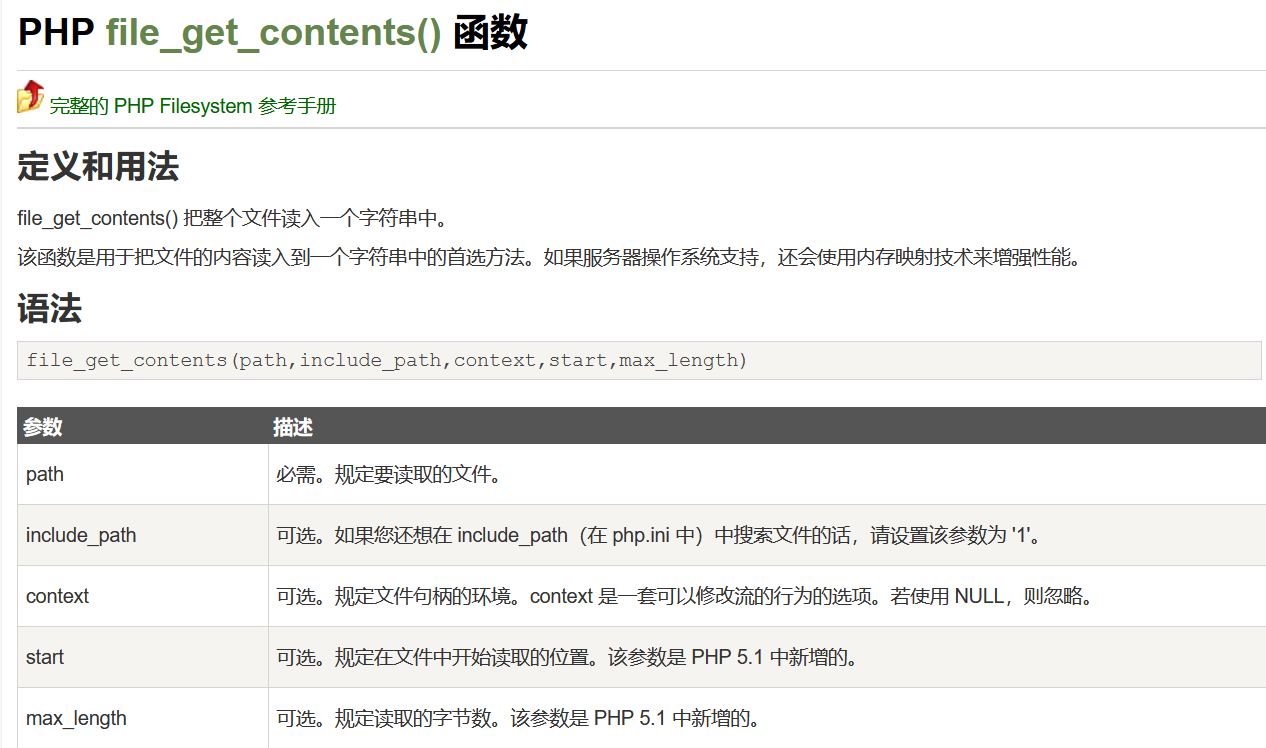 PHP file_get_contents() 函数
完整的 PHP Filesystem 参考手册
定义和用法
file_get_contents() 把整个文件读入一个字符串中。
该函数是用于把文件的内容读入到一个字符串中的首选方法。如果服务器操作系统支持，还会使用内存映射技术来增强性能。
语法
file_get_contents(path,include_path,context,start,max_length)
参数 描述
path 必需。规定要读取的文件。
include_path 可选。如果您还想在 include_path（在 php.ini 中）中搜索文件的话，请设置该参数为 '1'。
context 可选。规定文件句柄的环境。context 是一套可以修改流的行为的选项。若使用 NULL，则忽略。
start 可选。规定在文件中开始读取的位置。该参数是 PHP 5.1 中新增的。
max_length 可选。规定读取的字节数。该参数是 PHP 5.1 中新增的。